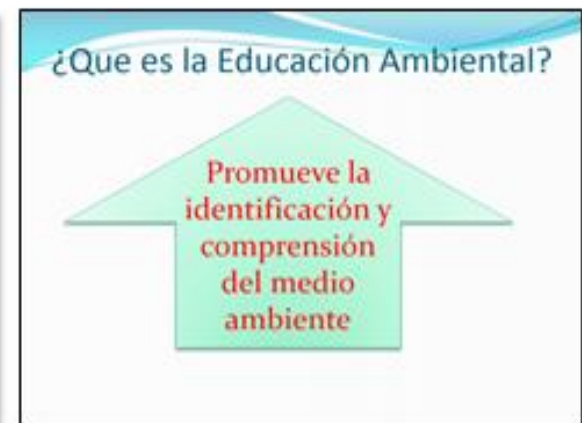 ¿Que es la Educación Ambiental?
Promueve la
identificación y
comprensión
del medio
ambiente